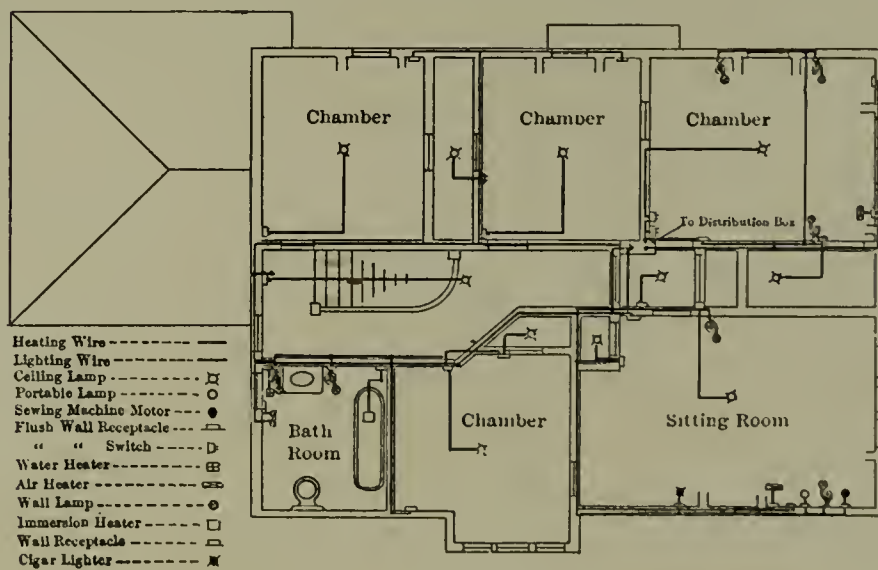 Chamber
Chamber
Chamber
To Distribution Box
Heating Wire
Lighting Wire
Ceiling Lamp
Portable Lamp
Sewing Machine Motor
Flush Wall Receptacle
“ “ Switch
Water Heater
Air Heater
Wall Lamp
Immersion Heater
Wall Receptacle
Cigar Lighter
Bath
Room
Chamber
Sitting Room